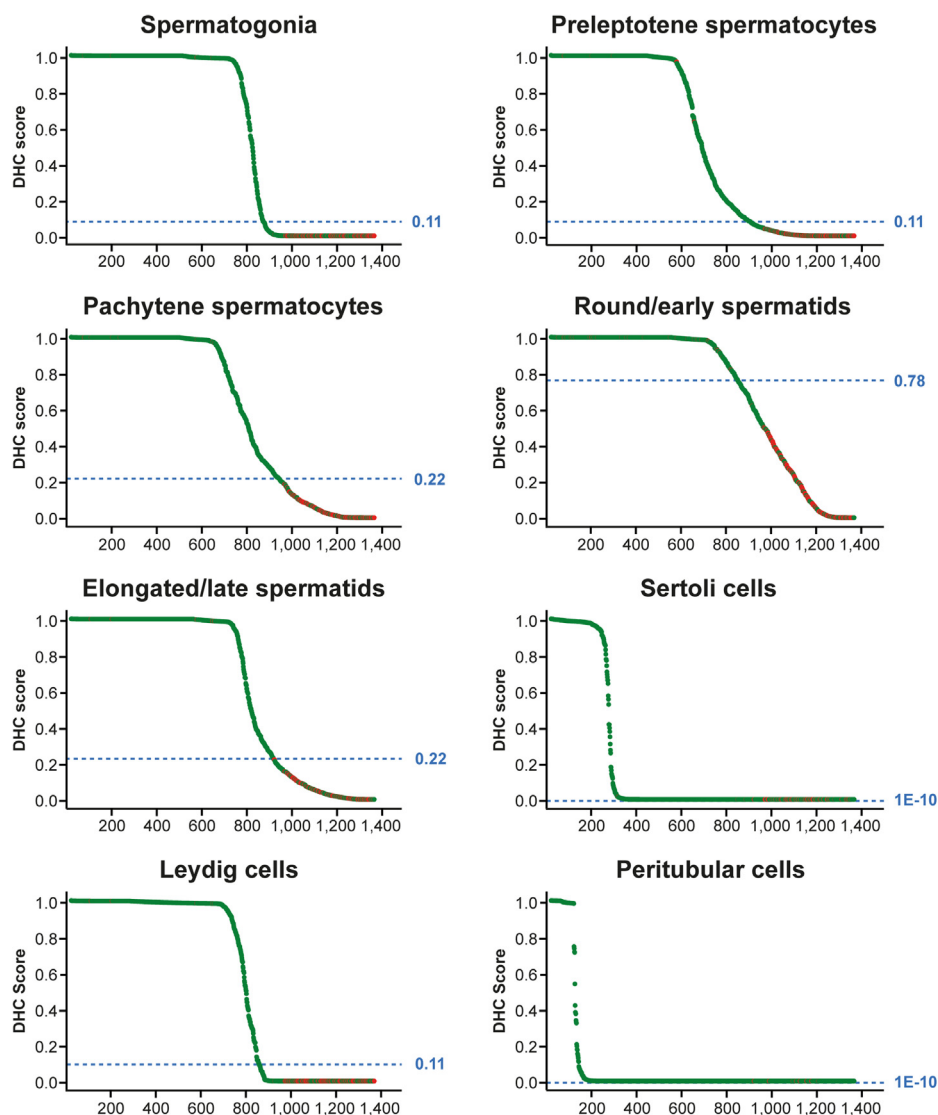 Spermatogonia
DHC score
1.0
0.8
0.6
0.4
0.2
0.0
0.11
200 400 600 800 1,000 1,200 1,400
Preleptotene spermatocytes
DHC score
1.0
0.8
0.6
0.4
0.2
0.0
0.11
200 400 600 800 1,000 1,200 1,400
Pachytene spermatocytes
DHC score
1.0
0.8
0.6
0.4
0.2
0.0
0.22
200 400 600 800 1,000 1,200 1,400
Round/early spermatids
DHC score
1.0
0.8
0.6
0.4
0.2
0.0
0.78
200 400 600 800 1,000 1,200 1,400
Elongated/late spermatids
DHC score
1.0
0.8
0.6
0.4
0.2
0.0
0.22
200 400 600 800 1,000 1,200 1,400
Sertoli cells
DHC score
1.0
0.8
0.6
0.4
0.2
0.0
1E-10
200 400 600 800 1,000 1,200 1,400
Leydig cells
DHC Score
1.0
0.8
0.6
0.4
0.2
0.0
0.11
200 400 600 800 1,000 1,200 1,400
Peritubular cells
DHC Score
1.0
0.8
0.6
0.4
0.2
0.0
1E-10
200 400 600 800 1,000 1,200 1,400